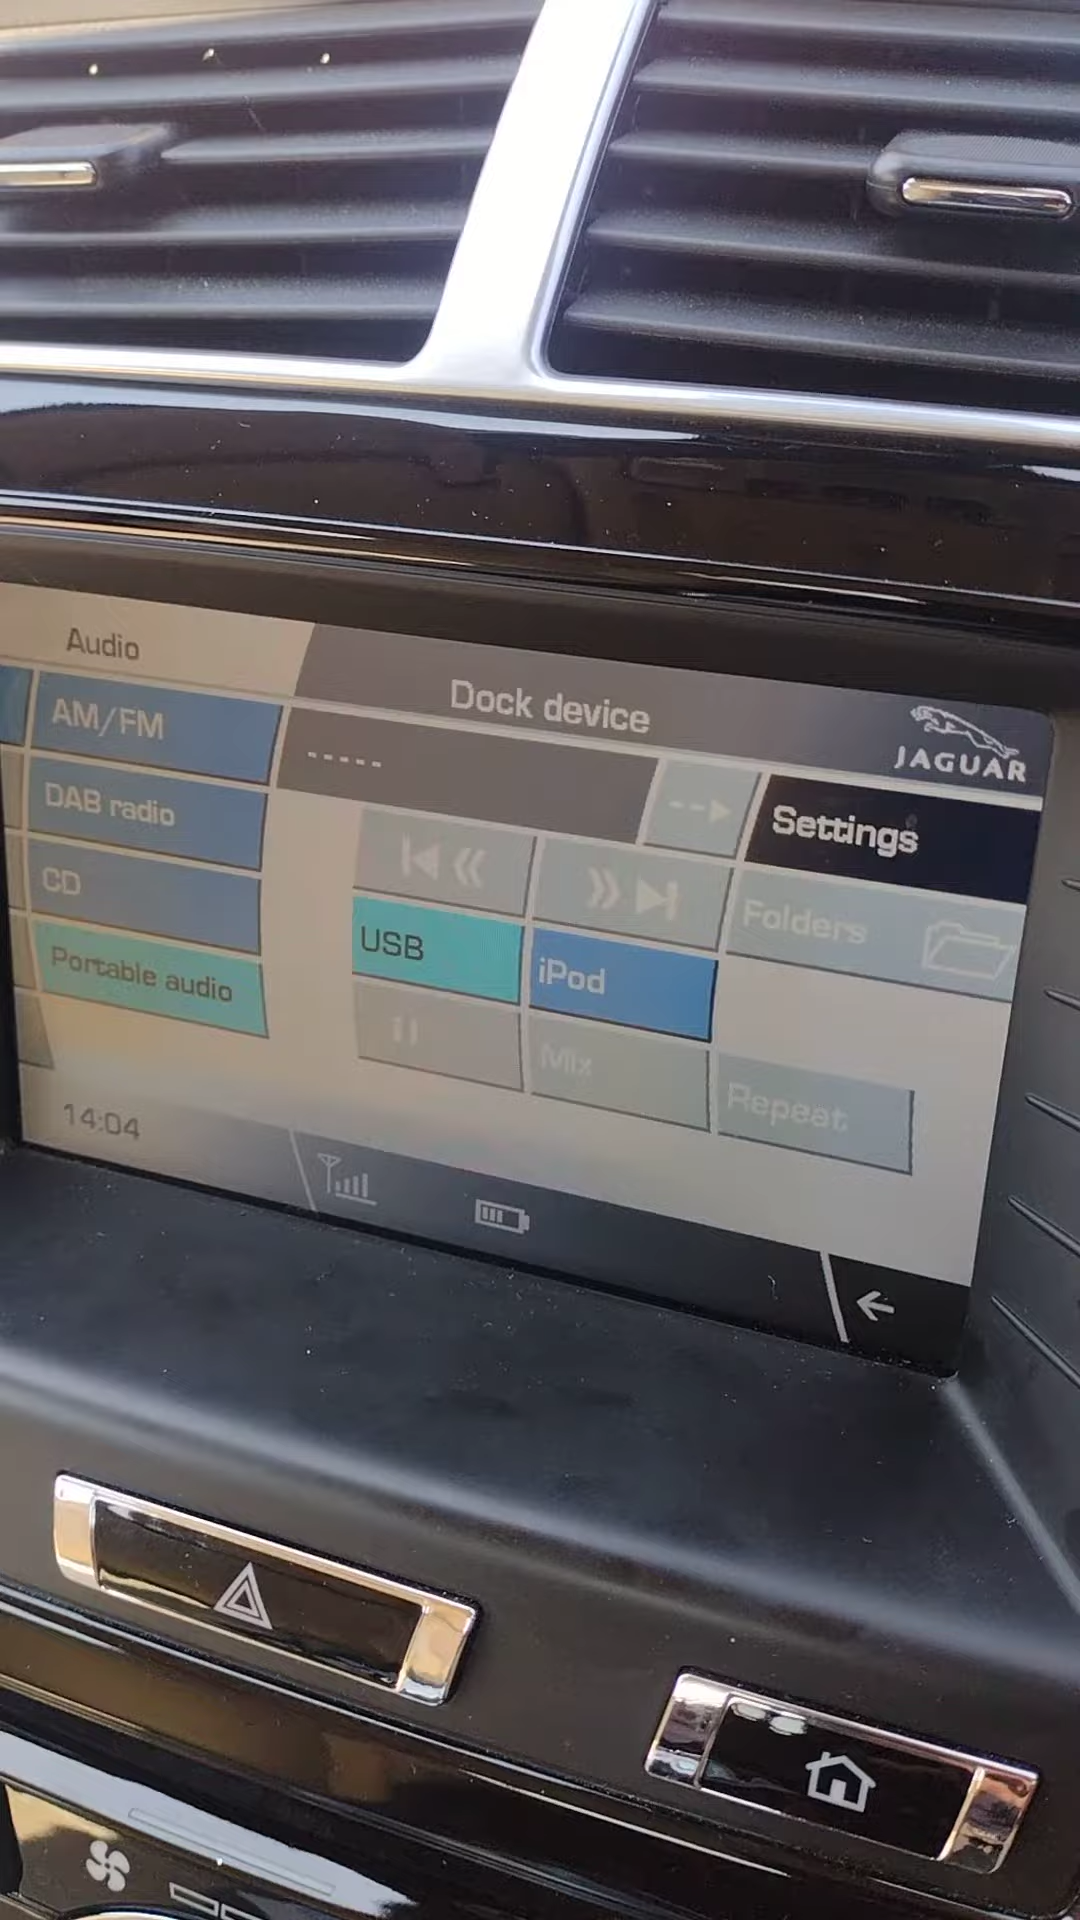 Audio
Dock device
JAGUAR
AM/FM
-----
Settings
DAB radio
CD
Folders
Portable audio
USB
iPod
Mix
Repeat
14:04